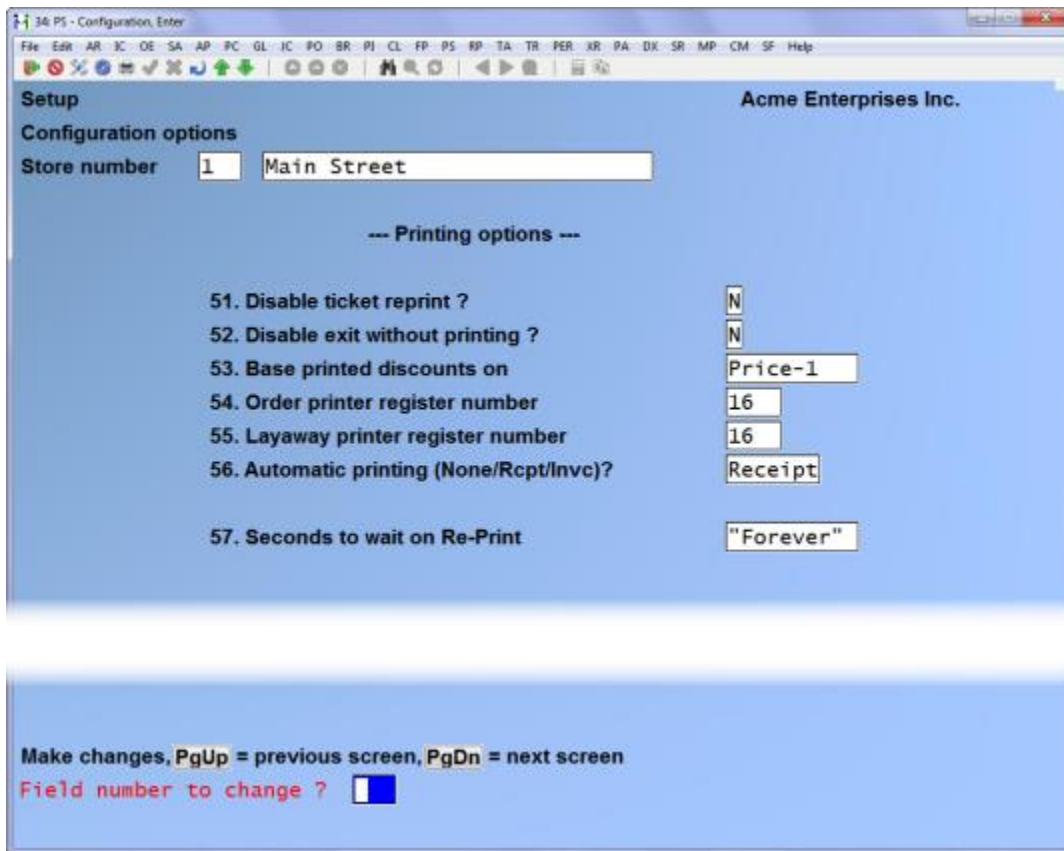 34: PS - Configuration, Enter
File Edit AR IC OE SA AP PC GL JC PO BR PJ CL FP PS RP TA TR PER XR PA DX SR MP CM SF Help
Setup Acme Enterprises Inc.
Configuration options
Store number 1 Main Street
--- Printing options ---
51. Disable ticket reprint ? N
52. Disable exit without printing ? N
53. Base printed discounts on Price-1
54. Order printer register number 16
55. Layaway printer register number 16
56. Automatic printing (None/Rcpt/Invc)? Receipt
57. Seconds to wait on Re-Print "Forever"
Make changes, PgUp = previous screen, PgDn = next screen
Field number to change ?